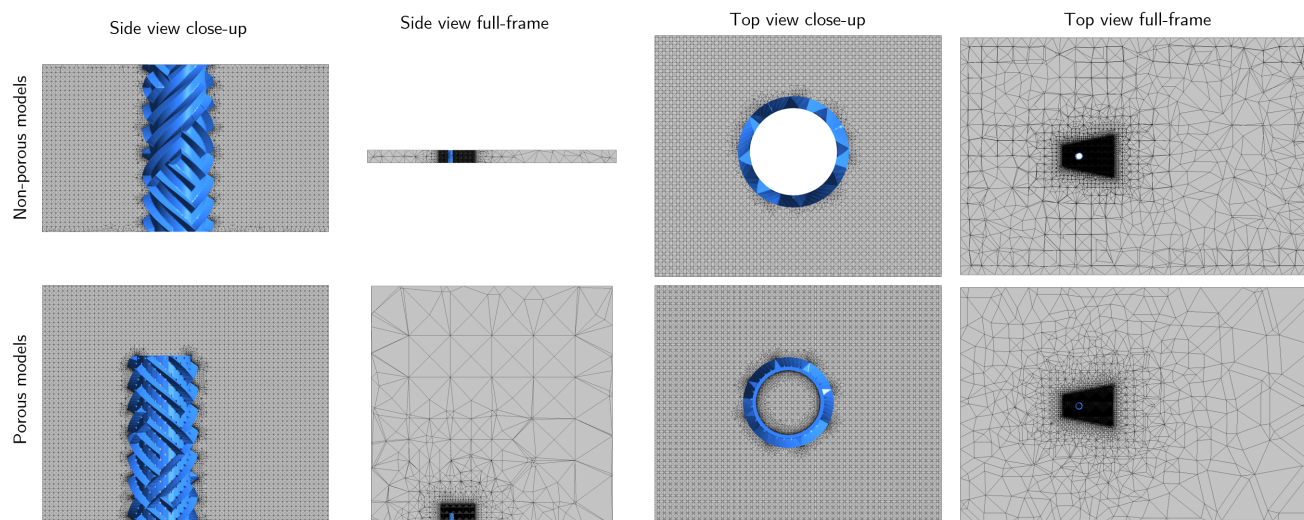 Side view close-up
Side view full-frame
Top view close-up
Top view full-frame
Non-porous models
Porous models